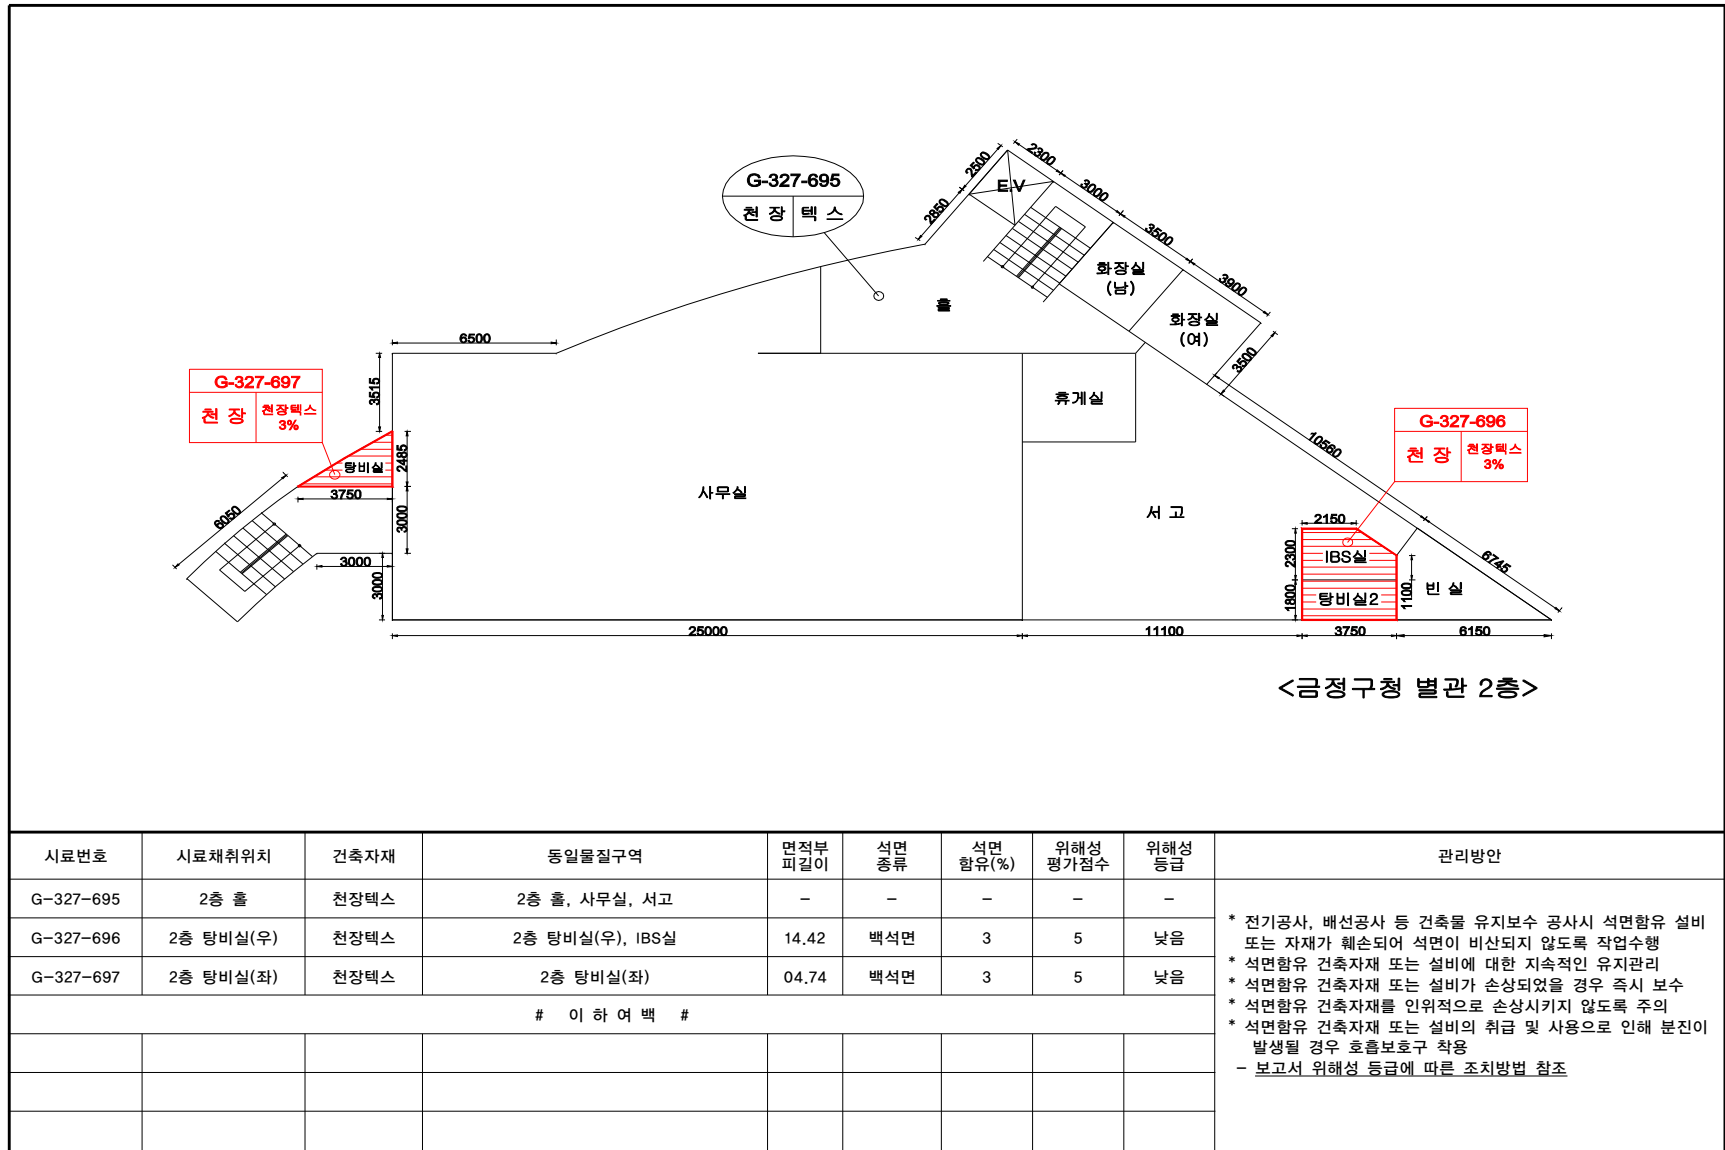 G-327-695
천 장 텍 스
E.V
2500
2850
2300
3000
3500
3900
3500
화장실
(남)
화장실
(여)
홀
6500
3515
G-327-697
천 장 천장텍스
3%
탕비실
2485
3750
3000
6050
3000
3000
사무실
휴게실
서 고
10560
6745
G-327-696
천 장 천장텍스
3%
2150
2300
IBS실
1800
탕비실2
1100
빈 실
25000
11100
3750
6150
<금정구청 별관 2층>
시료번호 시료채취위치 건축자재 동일물질구역 면적부피길이 석면종류 석면함유(%) 위해성평가점수 위해성등급 관리방안
G-327-695 2층 홀 천장텍스 2층 홀, 사무실, 서고 - - - - -
G-327-696 2층 탕비실(우) 천장텍스 2층 탕비실(우), IBS실 14.42 백석면 3 5 낮음
G-327-697 2층 탕비실(좌) 천장텍스 2층 탕비실(좌) 04.74 백석면 3 5 낮음
# 이 하 여 백 #
* 전기공사, 배선공사 등 건축물 유지보수 공사시 석면함유 설비
또는 자재가 훼손되어 석면이 비산되지 않도록 작업수행
* 석면함유 건축자재 또는 설비에 대한 지속적인 유지관리
* 석면함유 건축자재 또는 설비가 손상되었을 경우 즉시 보수
* 석면함유 건축자재를 인위적으로 손상시키지 않도록 주의
* 석면함유 건축자재 또는 설비의 취급 및 사용으로 인해 분진이
발생될 경우 호흡보호구 착용
- 보고서 위해성 등급에 따른 조치방법 참조